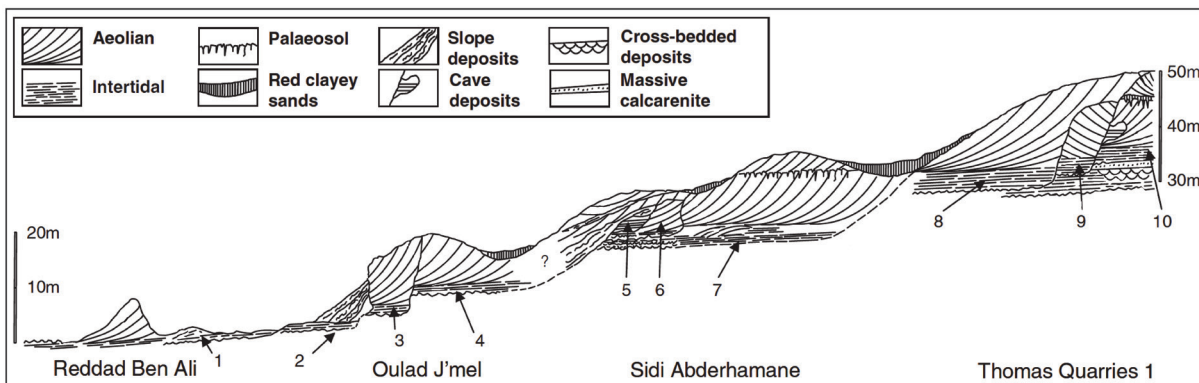 Aeolian
Palaeosol
Slope
deposits
Cross-bedded
deposits
Intertidal
Red clayey
sands
Cave
deposits
Massive
calcarenite
50m
40m
30m
20m
10m
?
1
2
3
4
5
6
7
8
9
10
Reddad Ben Ali
Oulad J'mel
Sidi Abderhamane
Thomas Quarries 1